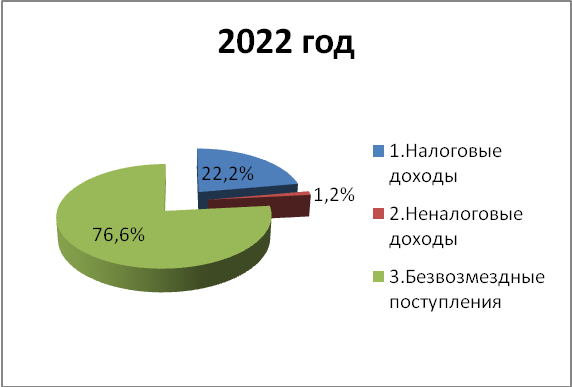 2022 год
22,2%
1,2%
76,6%
1.Налоговые
доходы
2.Неналоговые
доходы
3.Безвозмездные
поступления